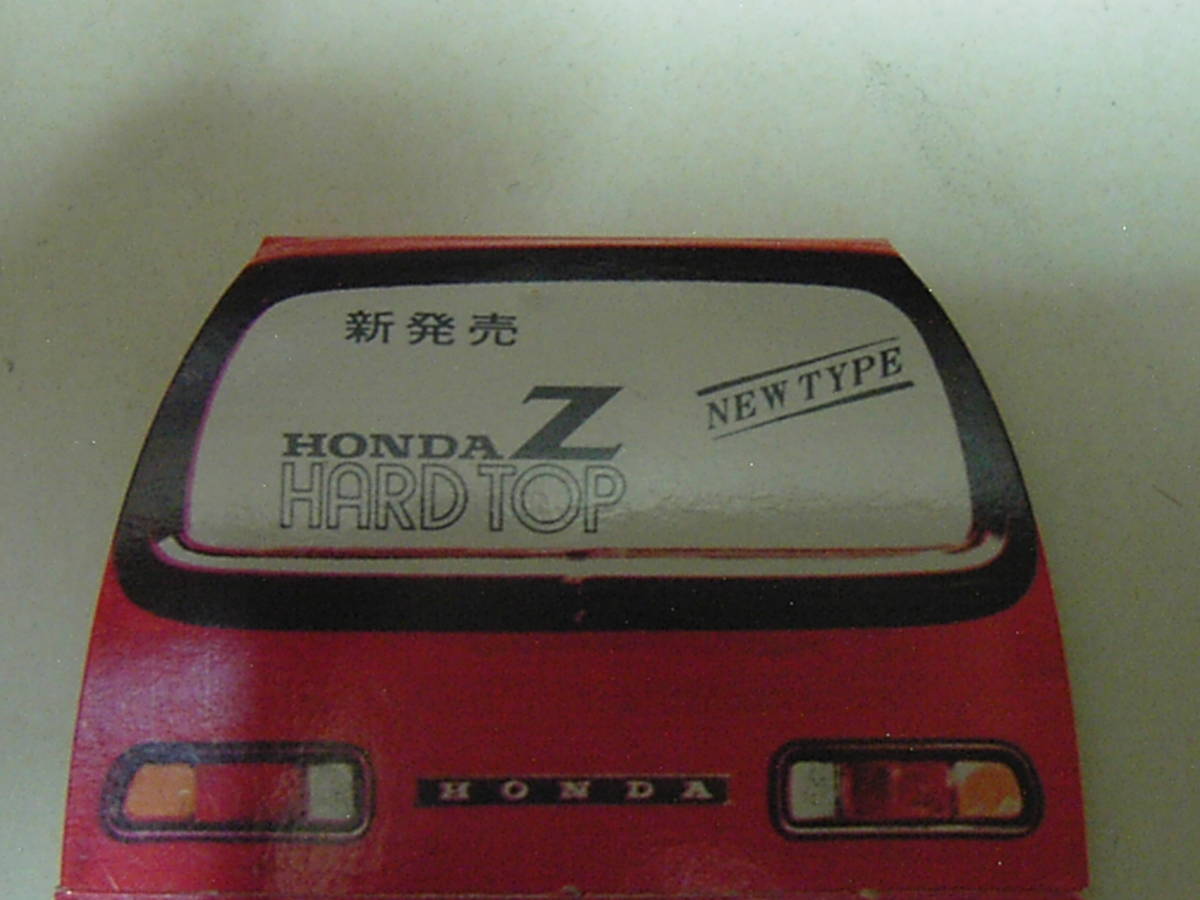 新発売
NEW TYPE
HONDA Z
HARD TOP
HONDA